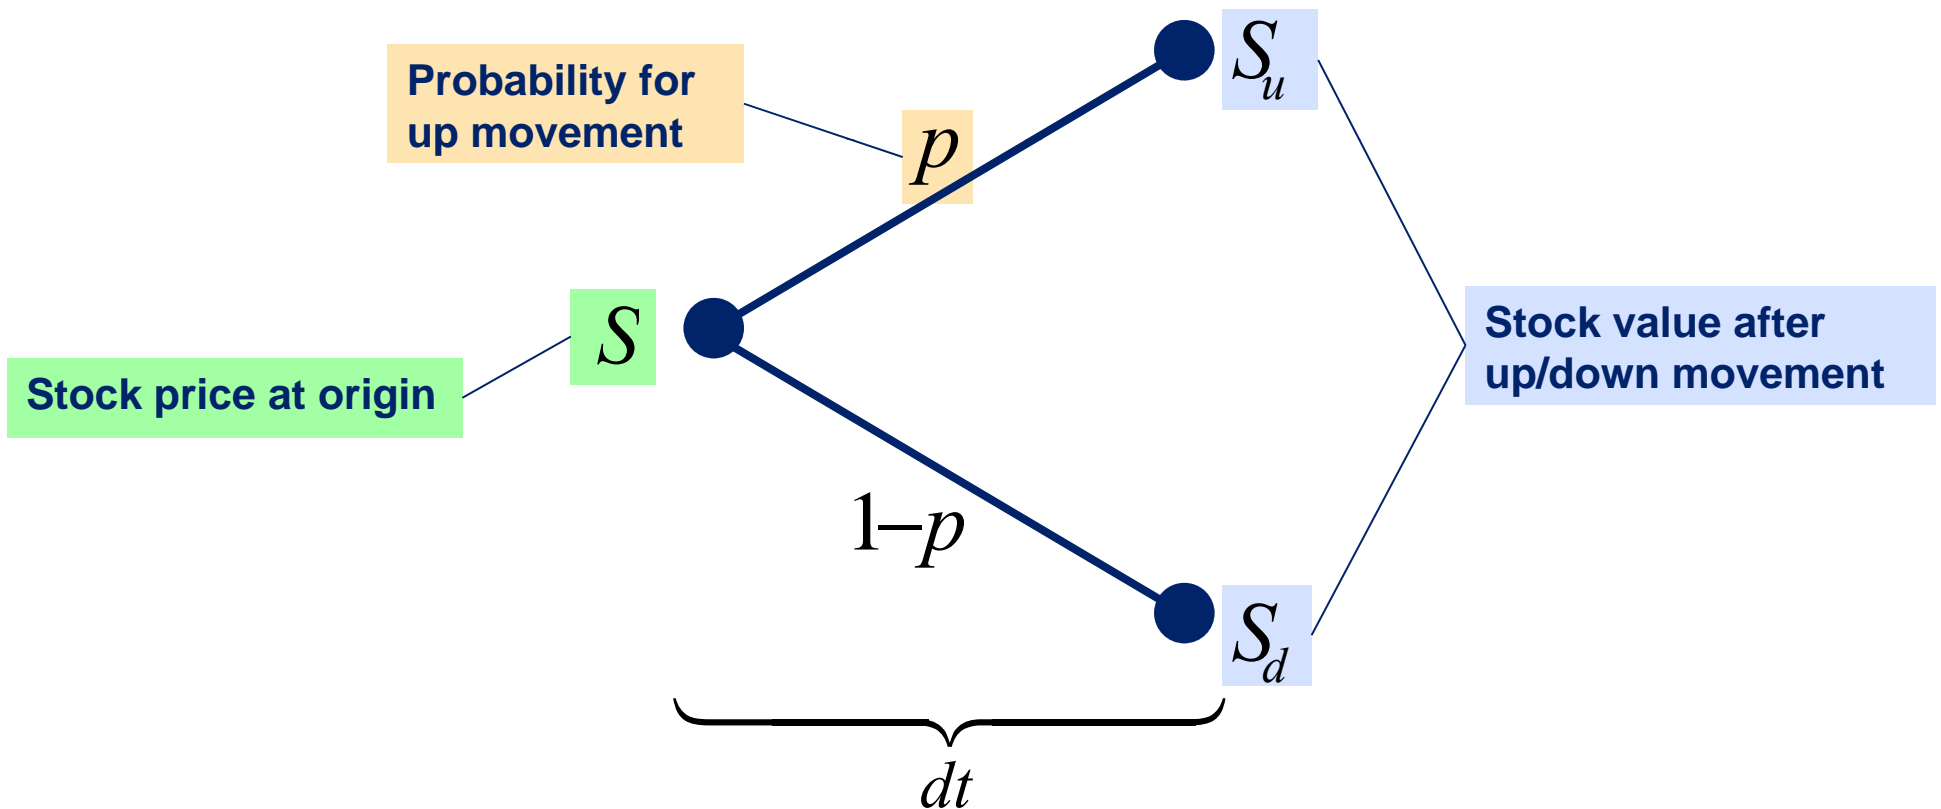 Probability for
up movement
p
S_u
S
Stock price at origin
Stock value after
up/down movement
1–p
S_d
dt